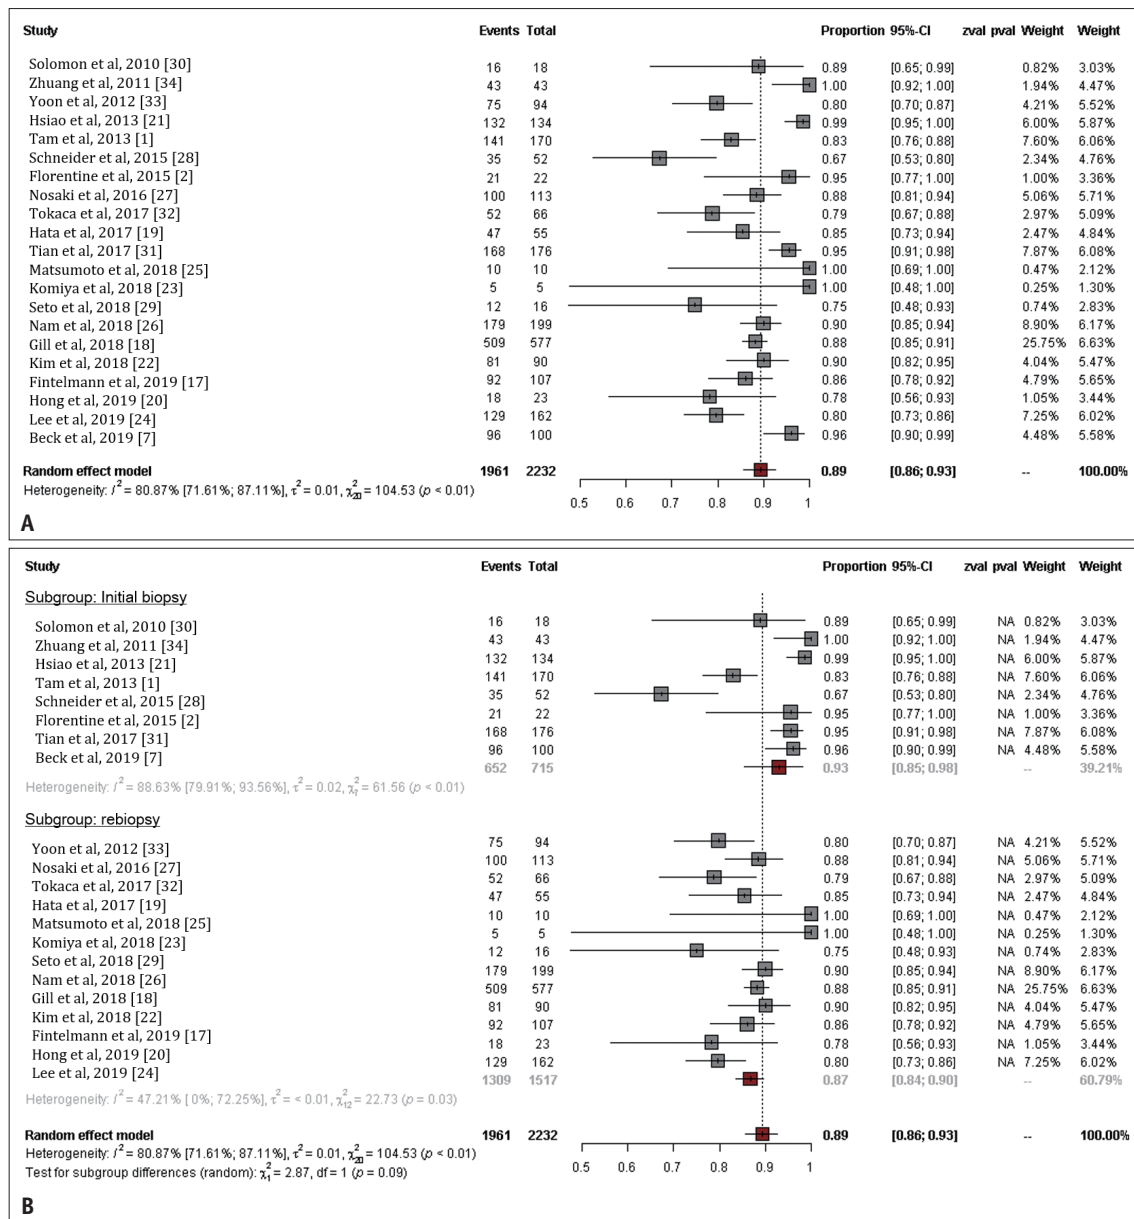 Study Events Total Proportion 95%-CI zval pval Weight Weight
Solomon et al, 2010 [30] 16 18 0.89 [0.65; 0.99] 0.82% 3.03%
Zhuang et al, 2011 [34] 43 43 1.00 [0.92; 1.00] 1.94% 4.47%
Yoon et al, 2012 [33] 75 94 0.80 [0.70; 0.87] 4.21% 5.52%
Hsiao et al, 2013 [21] 132 134 0.99 [0.95; 1.00] 6.00% 5.87%
Tam et al, 2013 [1] 141 170 0.83 [0.76; 0.88] 7.60% 6.06%
Schneider et al, 2015 [28] 35 52 0.67 [0.53; 0.80] 2.34% 4.76%
Florentine et al, 2015 [2] 21 22 0.95 [0.77; 1.00] 1.00% 3.36%
Nosaki et al, 2016 [27] 100 113 0.88 [0.81; 0.94] 5.06% 5.71%
Tokaca et al, 2017 [32] 52 66 0.79 [0.67; 0.88] 2.97% 5.09%
Hata et al, 2017 [19] 47 55 0.85 [0.73; 0.94] 2.47% 4.84%
Tian et al, 2017 [31] 168 176 0.95 [0.91; 0.98] 7.87% 6.08%
Matsumoto et al, 2018 [25] 10 10 1.00 [0.69; 1.00] 0.47% 2.12%
Komiya et al, 2018 [23] 5 5 1.00 [0.48; 1.00] 0.25% 1.30%
Seto et al, 2018 [29] 12 16 0.75 [0.48; 0.93] 0.74% 2.83%
Nam et al, 2018 [26] 179 199 0.90 [0.85; 0.94] 8.90% 6.17%
Gill et al, 2018 [18] 509 577 0.88 [0.85; 0.91] 25.75% 6.63%
Kim et al, 2018 [22] 81 90 0.90 [0.82; 0.95] 4.04% 5.47%
Fintelmann et al, 2019 [17] 92 107 0.86 [0.78; 0.92] 4.79% 5.65%
Hong et al, 2019 [20] 18 23 0.78 [0.56; 0.93] 1.05% 3.44%
Lee et al, 2019 [24] 129 162 0.80 [0.73; 0.86] 7.25% 6.02%
Beck et al, 2019 [7] 96 100 0.96 [0.90; 0.99] 4.48% 5.58%
Random effect model 1961 2232 0.89 [0.86; 0.93] -- 100.00%
Heterogeneity: I² = 80.87% [71.61%; 87.11%], τ² = 0.01, χ²₂₀ = 104.53 (p < 0.01)
0.5 0.6 0.7 0.8 0.9 1
A
Study Events Total Proportion 95%-CI zval pval Weight Weight
Subgroup: Initial biopsy
Solomon et al, 2010 [30] 16 18 0.89 [0.65; 0.99] NA 0.82% 3.03%
Zhuang et al, 2011 [34] 43 43 1.00 [0.92; 1.00] NA 1.94% 4.47%
Hsiao et al, 2013 [21] 132 134 0.99 [0.95; 1.00] NA 6.00% 5.87%
Tam et al, 2013 [1] 141 170 0.83 [0.76; 0.88] NA 7.60% 6.06%
Schneider et al, 2015 [28] 35 52 0.67 [0.53; 0.80] NA 2.34% 4.76%
Florentine et al, 2015 [2] 21 22 0.95 [0.77; 1.00] NA 1.00% 3.36%
Tian et al, 2017 [31] 168 176 0.95 [0.91; 0.98] NA 7.87% 6.08%
Beck et al, 2019 [7] 96 100 0.96 [0.90; 0.99] NA 4.48% 5.58%
652 715 0.93 [0.85; 0.98] -- 39.21%
Heterogeneity: I² = 88.63% [79.91%; 93.56%], τ² = 0.02, χ²₇ = 61.56 (p < 0.01)
Subgroup: rebiopsy
Yoon et al, 2012 [33] 75 94 0.80 [0.70; 0.87] NA 4.21% 5.52%
Nosaki et al, 2016 [27] 100 113 0.88 [0.81; 0.94] NA 5.06% 5.71%
Tokaca et al, 2017 [32] 52 66 0.79 [0.67; 0.88] NA 2.97% 5.09%
Hata et al, 2017 [19] 47 55 0.85 [0.73; 0.94] NA 2.47% 4.84%
Matsumoto et al, 2018 [25] 10 10 1.00 [0.69; 1.00] NA 0.47% 2.12%
Komiya et al, 2018 [23] 5 5 1.00 [0.48; 1.00] NA 0.25% 1.30%
Seto et al, 2018 [29] 12 16 0.75 [0.48; 0.93] NA 0.74% 2.83%
Nam et al, 2018 [26] 179 199 0.90 [0.85; 0.94] NA 8.90% 6.17%
Gill et al, 2018 [18] 509 577 0.88 [0.85; 0.91] NA 25.75% 6.63%
Kim et al, 2018 [22] 81 90 0.90 [0.82; 0.95] NA 4.04% 5.47%
Fintelmann et al, 2019 [17] 92 107 0.86 [0.78; 0.92] NA 4.79% 5.65%
Hong et al, 2019 [20] 18 23 0.78 [0.56; 0.93] NA 1.05% 3.44%
Lee et al, 2019 [24] 129 162 0.80 [0.73; 0.86] NA 7.25% 6.02%
1309 1517 0.87 [0.84; 0.90] -- 60.79%
Heterogeneity: I² = 47.21% [ 0%; 72.25%], τ² = < 0.01, χ²₁₂ = 22.73 (p = 0.03)
Random effect model 1961 2232 0.89 [0.86; 0.93] -- 100.00%
Heterogeneity: I² = 80.87% [71.61%; 87.11%], τ² = 0.01, χ²₂₀ = 104.53 (p < 0.01)
Test for subgroup differences (random): χ²₁ = 2.87, df = 1 (p = 0.09)
0.5 0.6 0.7 0.8 0.9 1
B